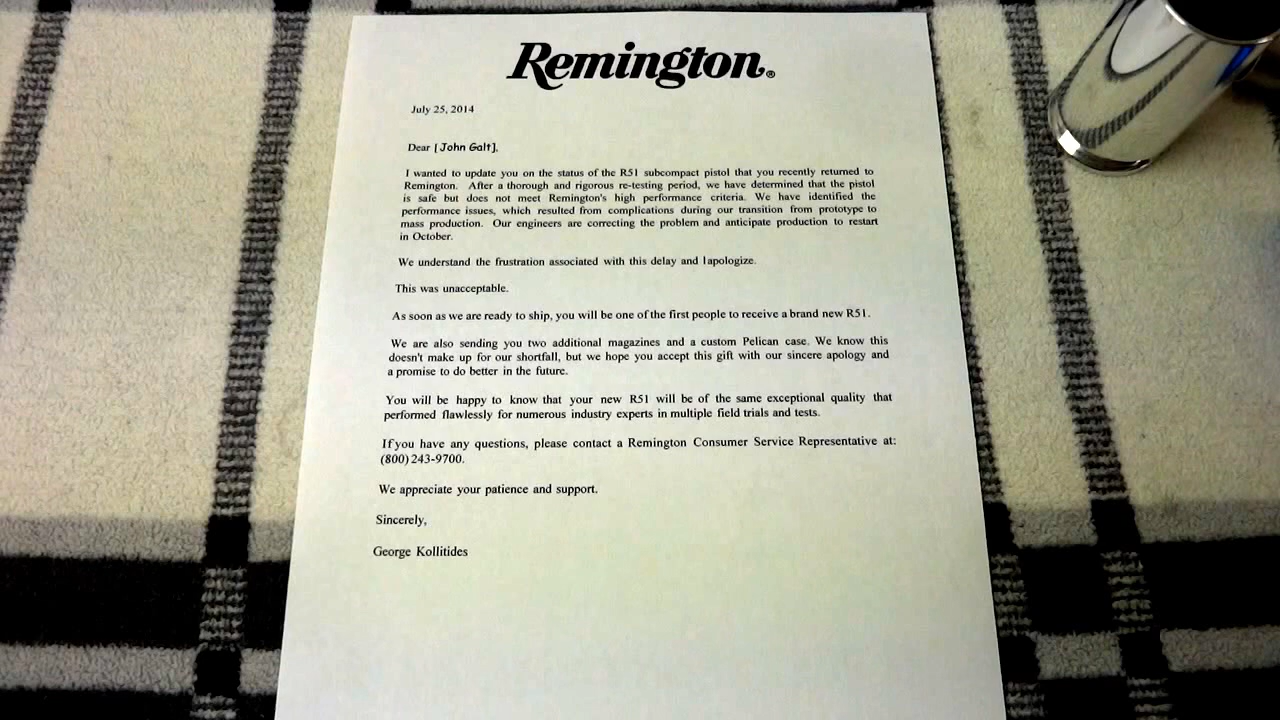 Remington®
July 25, 2014
Dear [John Galt],
I wanted to update you on the status of the R51 subcompact pistol that you recently returned to
Remington. After a thorough and rigorous re-testing period, we have determined that the pistol
is safe but does not meet Remington's high performance criteria. We have identified the
performance issues, which resulted from complications during our transition from prototype to
mass production. Our engineers are correcting the problem and anticipate production to restart
in October.
We understand the frustration associated with this delay and I apologize.
This was unacceptable.
As soon as we are ready to ship, you will be one of the first people to receive a brand new R51.
We are also sending you two additional magazines and a custom Pelican case. We know this
doesn't make up for our shortfall, but we hope you accept this gift with our sincere apology and
a promise to do better in the future.
You will be happy to know that your new R51 will be of the same exceptional quality that
performed flawlessly for numerous industry experts in multiple field trials and tests.
If you have any questions, please contact a Remington Consumer Service Representative at:
(800) 243-9700.
We appreciate your patience and support.
Sincerely,
George Kollitides